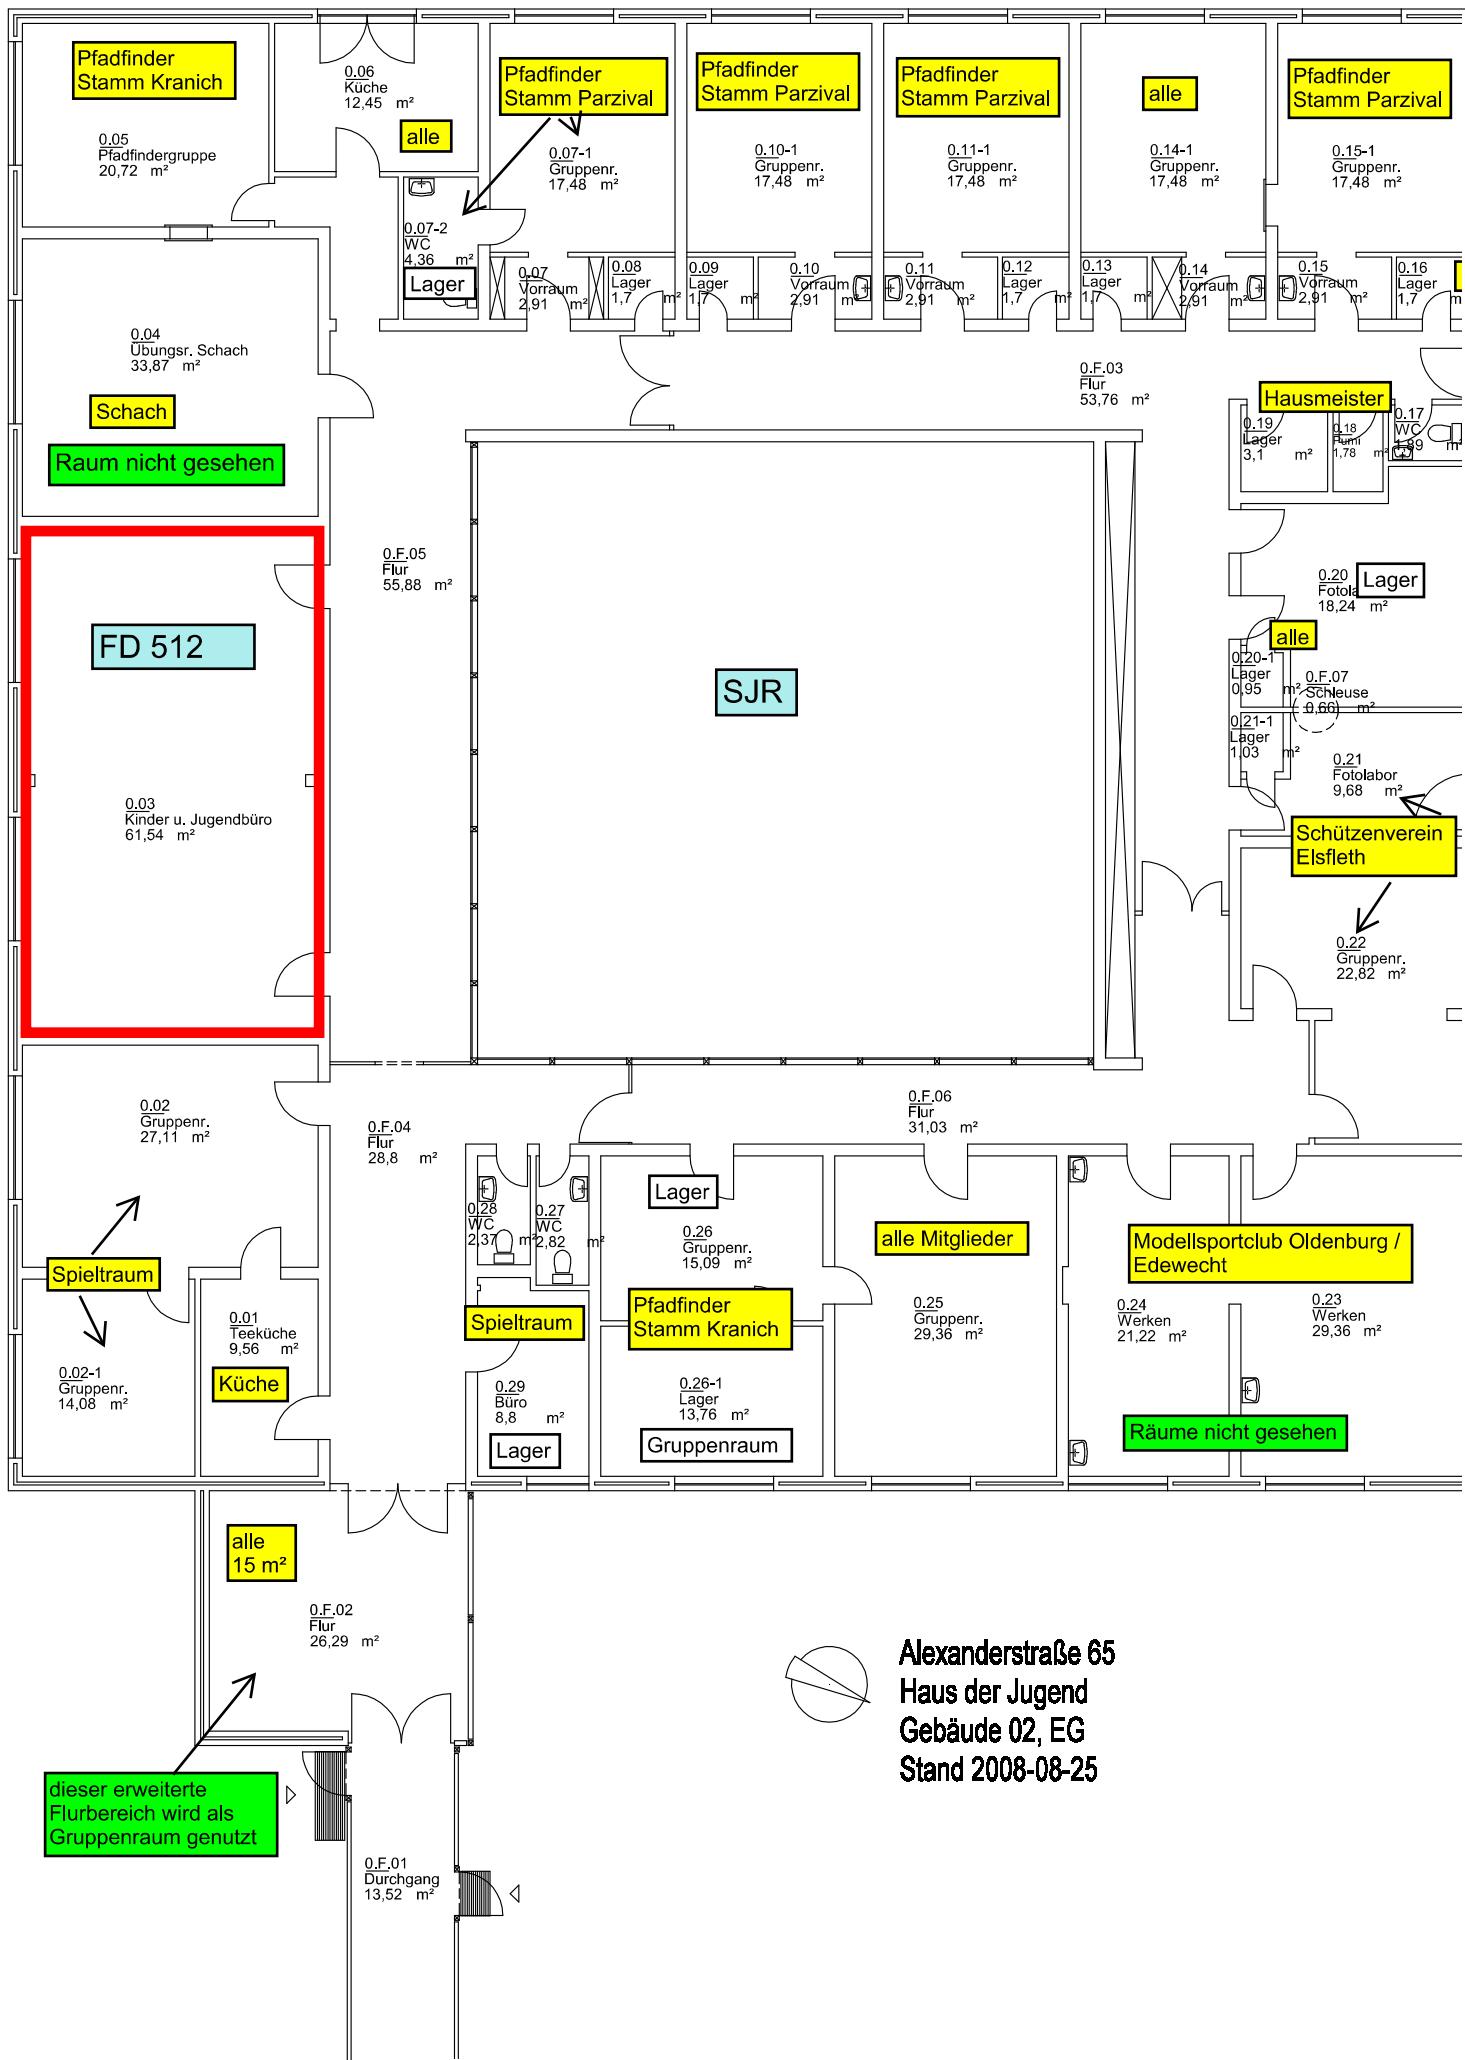 Pfadfinder
Stamm Kranich
0.05
Pfadfindergruppe
20,72 m²
0.06
Küche
12,45 m²
alle
Pfadfinder
Stamm Parzival
0.07-1
Gruppenr.
17,48 m²
Pfadfinder
Stamm Parzival
0.10-1
Gruppenr.
17,48 m²
Pfadfinder
Stamm Parzival
0.11-1
Gruppenr.
17,48 m²
alle
0.14-1
Gruppenr.
17,48 m²
Pfadfinder
Stamm Parzival
0.15-1
Gruppenr.
17,48 m²
0.07-2
WC
4,36 m²
Lager
0.07
Vorraum
2,91 m²
0.08
Lager
1,7 m²
0.09
Lager
1,7 m²
0.10
Vorraum
2,91 m²
0.11
Vorraum
2,91 m²
0.12
Lager
1,7 m²
0.13
Lager
1,7 m²
0.14
Vorraum
2,91 m²
0.15
Vorraum
2,91 m²
0.16
Lager
1,7 m
0.04
Übungsr. Schach
33,87 m²
Schach
Raum nicht gesehen
0.F.03
Flur
53,76 m²
Hausmeister
0.19
Lager
3,1 m²
0.18
Pumi
1,78 m²
0.17
WC
1,89 m²
0.F.05
Flur
55,88 m²
FD 512
SJR
0.20
Fotola
18,24 m²
Lager
alle
0.20-1
Lager
0,95 m²
0.F.07
Schleuse
0,66 m²
0.21-1
Lager
1,03 m²
0.21
Fotolabor
9,68 m²
0.03
Kinder u. Jugendbüro
61,54 m²
Schützenverein
Elsfleth
0.22
Gruppenr.
22,82 m²
0.02
Gruppenr.
27,11 m²
0.F.04
Flur
28,8 m²
0.F.06
Flur
31,03 m²
Spieltraum
0.28
WC
2,37 m²
0.27
WC
2,82 m²
Lager
0.26
Gruppenr.
15,09 m²
alle Mitglieder
Modellsportclub Oldenburg /
Edewecht
0.01
Teeküche
9,56 m²
Küche
Spieltraum
Pfadfinder
Stamm Kranich
0.25
Gruppenr.
29,36 m²
0.24
Werken
21,22 m²
0.23
Werken
29,36 m²
0.02-1
Gruppenr.
14,08 m²
0.29
Büro
8,8 m²
Lager
0.26-1
Lager
13,76 m²
Gruppenraum
Räume nicht gesehen
alle
15 m²
0.F.02
Flur
26,29 m²
Alexanderstraße 65
Haus der Jugend
Gebäude 02, EG
Stand 2008-08-25
dieser erweiterte
Flurbereich wird als
Gruppenraum genutzt
0.F.01
Durchgang
13,52 m²